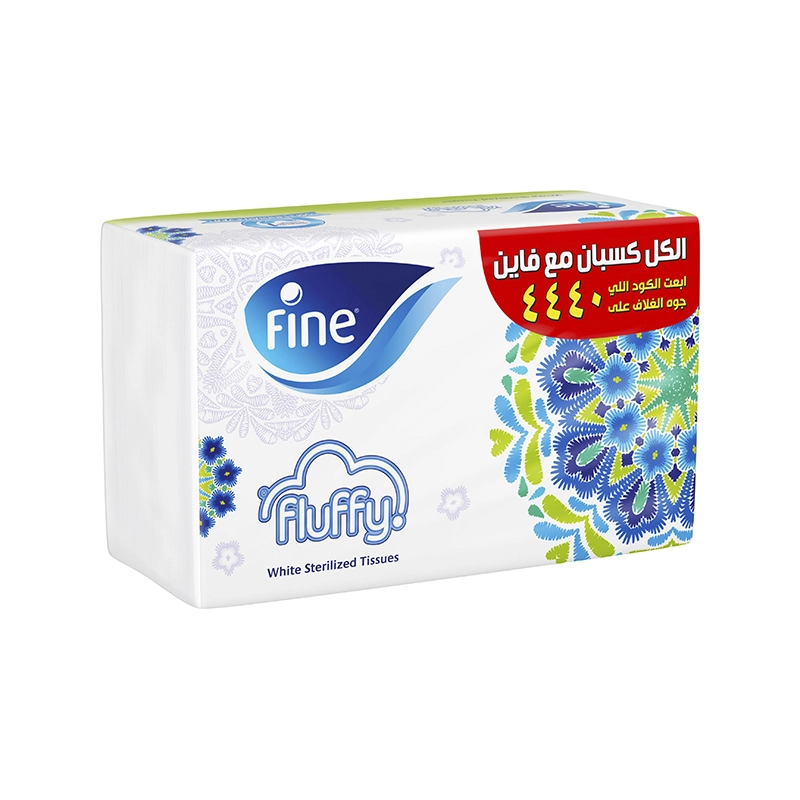 الكل كسبان مع فاين
ابعت الكود اللي
جوه الغلاف على ٤٤٤٠
fine®
fluffy!
White Sterilized Tissues